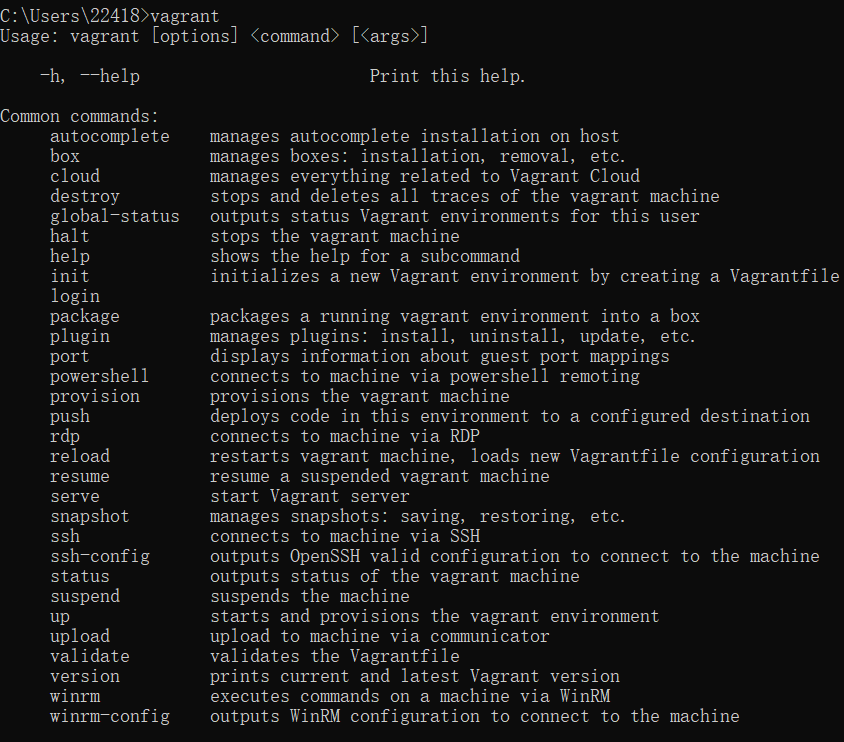 C:\Users\22418>vagrant
Usage: vagrant [options] <command> [<args>]
-h, --help                       Print this help.
Common commands:
autocomplete    manages autocomplete installation on host
box             manages boxes: installation, removal, etc.
cloud           manages everything related to Vagrant Cloud
destroy         stops and deletes all traces of the vagrant machine
global-status   outputs status Vagrant environments for this user
halt            stops the vagrant machine
help            shows the help for a subcommand
init            initializes a new Vagrant environment by creating a Vagrantfile
login
package         packages a running vagrant environment into a box
plugin          manages plugins: install, uninstall, update, etc.
port            displays information about guest port mappings
powershell      connects to machine via powershell remoting
provision       provisions the vagrant machine
push            deploys code in this environment to a configured destination
rdp             connects to machine via RDP
reload          restarts vagrant machine, loads new Vagrantfile configuration
resume          resume a suspended vagrant machine
serve           start Vagrant server
snapshot        manages snapshots: saving, restoring, etc.
ssh             connects to machine via SSH
ssh-config      outputs OpenSSH valid configuration to connect to the machine
status          outputs status of the vagrant machine
suspend         suspends the machine
up              starts and provisions the vagrant environment
upload          upload to machine via communicator
validate        validates the Vagrantfile
version         prints current and latest Vagrant version
winrm           executes commands on a machine via WinRM
winrm-config    outputs WinRM configuration to connect to the machine